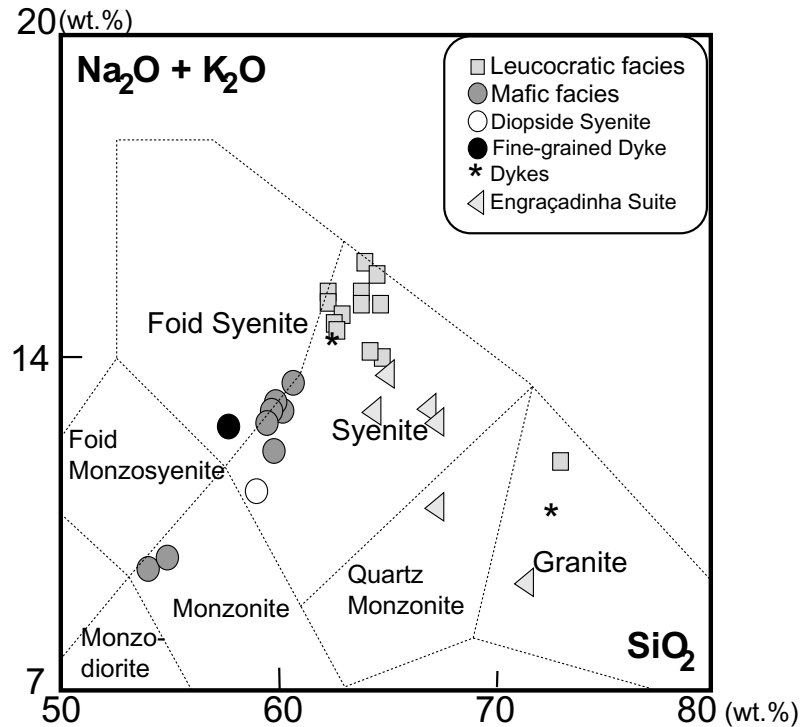 20 (wt.%)
Na₂O + K₂O
Leucocratic facies
Mafic facies
Diopside Syenite
Fine-grained Dyke
* Dykes
Engraçadinha Suite
Foid Syenite
14
Foid
Monzosyenite
Syenite
Monzonite
Quartz
Monzonite
Granite
Monzo-
diorite
SiO₂
7
50 60 70 80 (wt.%)